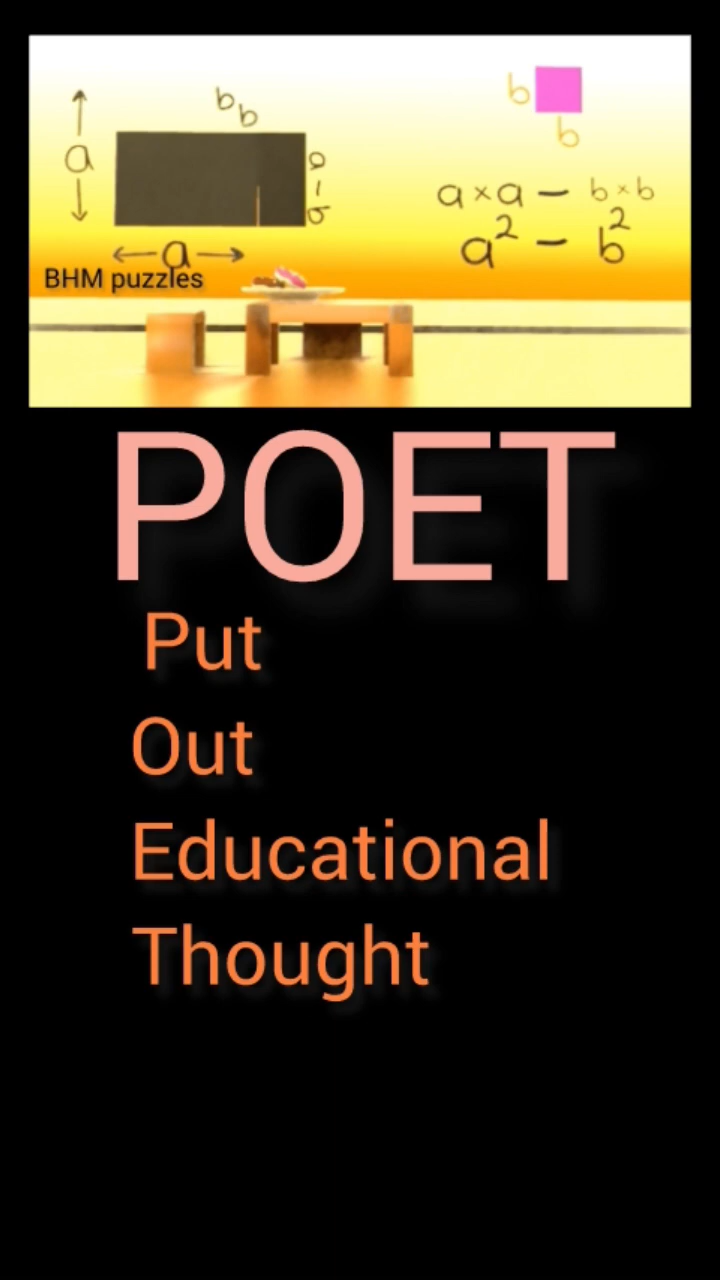 b
b
a
a
-
b
a
BHM puzzles
b
b
a × a - b × b
a² - b²
POET
Put
Out
Educational
Thought